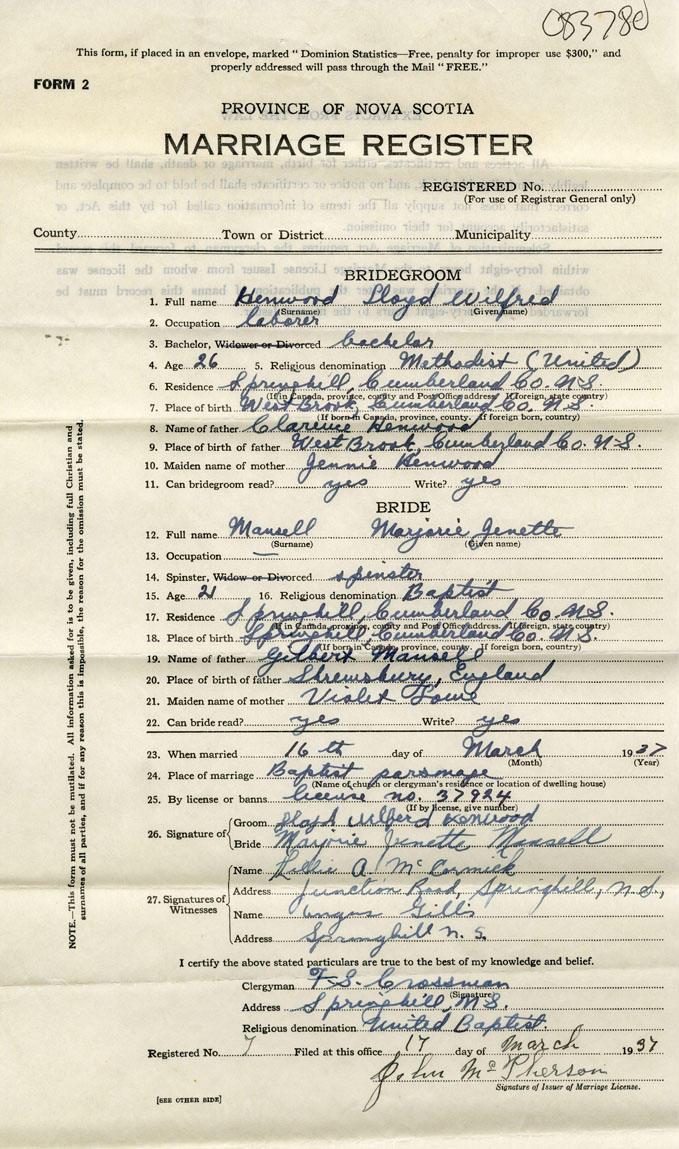 083780
This form, if placed in an envelope, marked "Dominion Statistics—Free, penalty for improper use $300," and
properly addressed will pass through the Mail "FREE."
FORM 2
PROVINCE OF NOVA SCOTIA
MARRIAGE REGISTER
REGISTERED No.
(For use of Registrar General only)
County Town or District Municipality
BRIDEGROOM
1. Full name Henwood Lloyd Wilfred
(Surname) (Given name)
2. Occupation laborer
3. Bachelor, Widower or Divorced bachelor
4. Age 26 5. Religious denomination Methodist (United)
6. Residence Springhill, Cumberland Co. N.S.
(If in Canada, province, county and Post Office address. If foreign, state country)
7. Place of birth West Brook, Cumberland Co. N.S.
(If born in Canada, province, county. If foreign born, country)
8. Name of father Clarence Henwood
9. Place of birth of father West Brook, Cumberland Co. N.S.
10. Maiden name of mother Jennie Henwood
11. Can bridegroom read? yes Write? yes
BRIDE
12. Full name Mansell Marjorie Jenette
(Surname) (Given name)
13. Occupation —
14. Spinster, Widow or Divorced spinster
15. Age 21 16. Religious denomination Baptist
17. Residence Springhill, Cumberland Co. N.S.
(If in Canada, province, county and Post Office address. If foreign, state country)
18. Place of birth Springhill, Cumberland Co. N.S.
(If born in Canada, province, county. If foreign born, country)
19. Name of father Gilbert Mansell
20. Place of birth of father Shrewsbury, England
21. Maiden name of mother Violet
22. Can bride read? yes Write? yes
23. When married 16th day of March 1937
(Month) (Year)
24. Place of marriage Baptist parsonage
(Name of church or clergyman's residence or location of dwelling house)
25. By license or banns license no. 37924
(If by license, give number)
26. Signature of Groom Lloyd Wilferd Henwood
Bride Marjorie Jenette Mansell
27. Signatures of Witnesses Name Lillie A. McCormick
Address Junction Road, Springhill, N.S.,
Name Angus Gillis
Address Springhill N.S.
I certify the above stated particulars are true to the best of my knowledge and belief.
Clergyman F. S. Crossman
(Signature)
Address Springhill, N.S.
Religious denomination United Baptist.
Registered No. 7 Filed at this office 17 day of March 1937
John McPherson
Signature of Issuer of Marriage License.
[SEE OTHER SIDE]
NOTE.—This form must not be mutilated. All information asked for is to be given, including full Christian and
surnames of all parties, and if for any reason this is impossible, the reason for the omission must be stated.